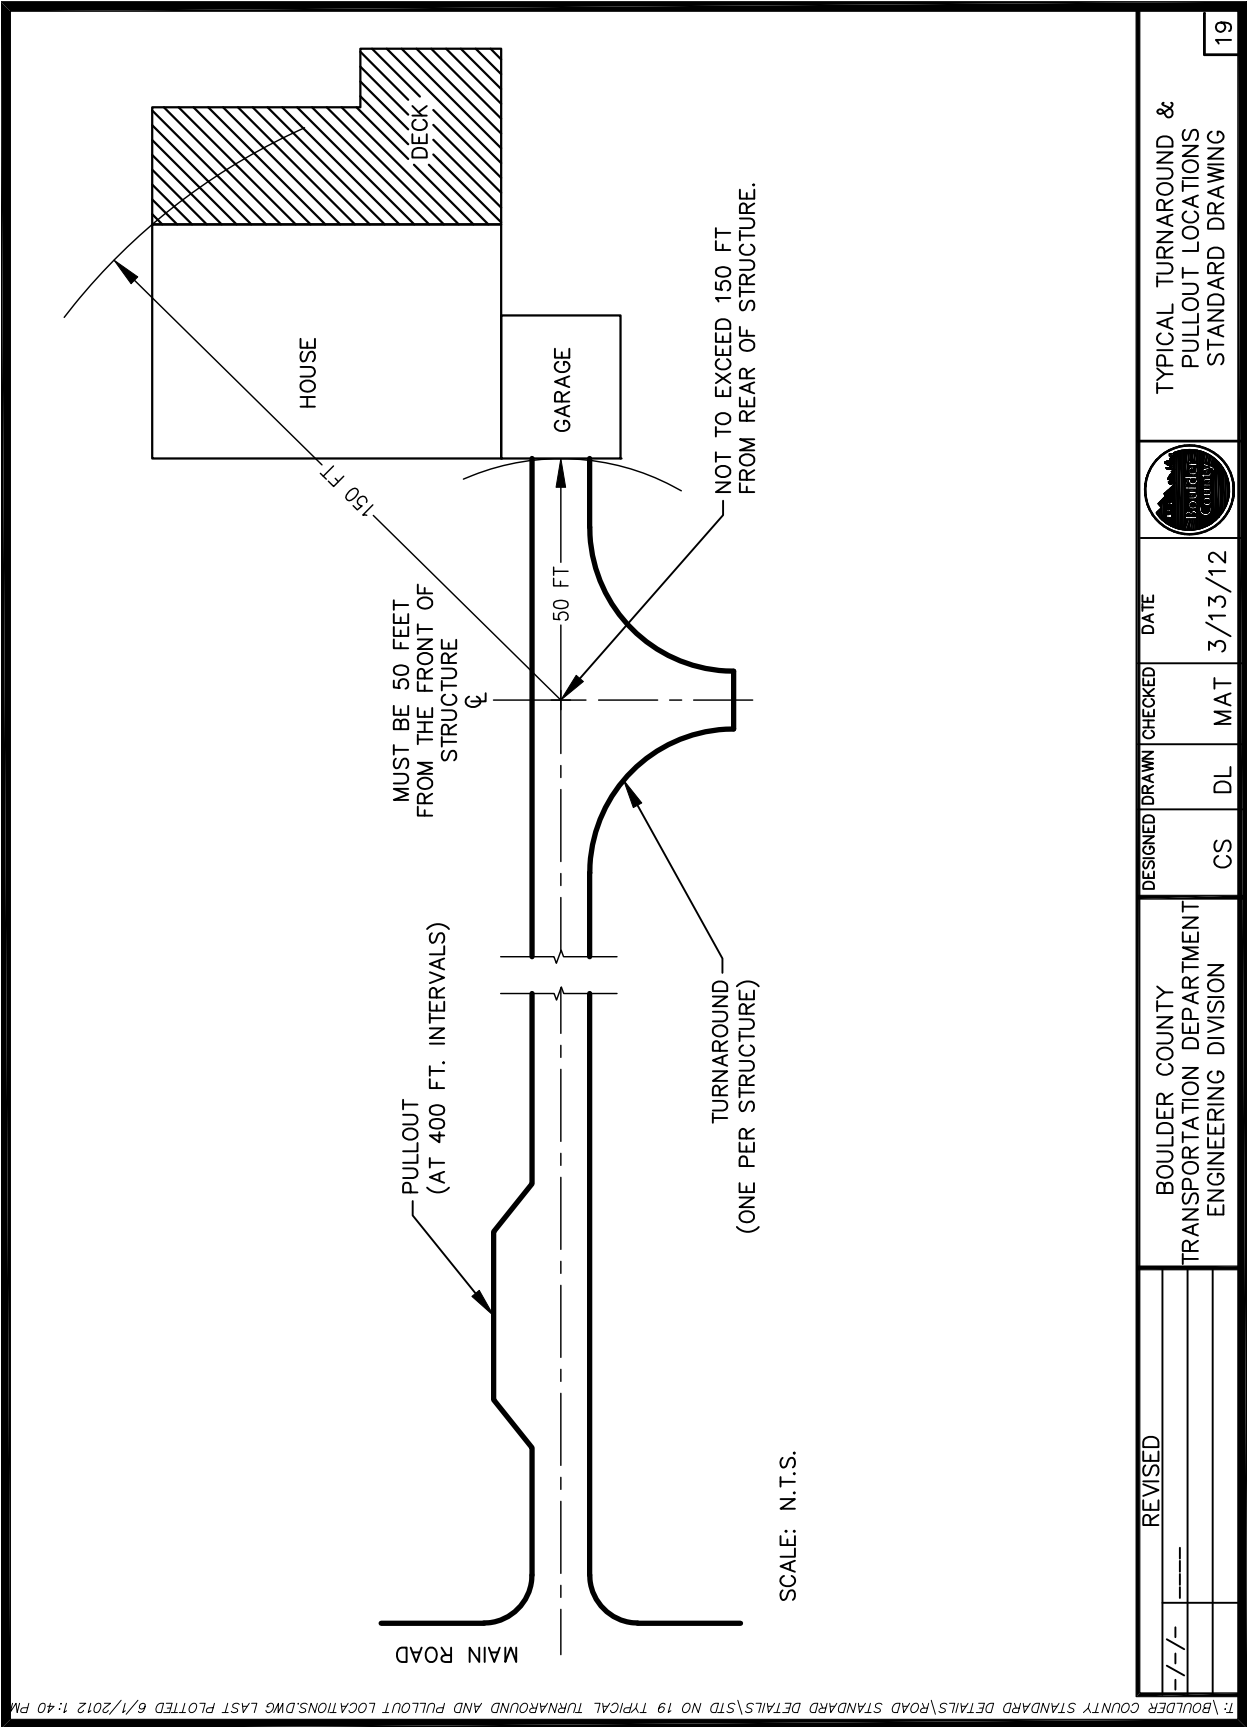 DECK
HOUSE
GARAGE
150 FT
50 FT
MUST BE 50 FEET
FROM THE FRONT OF
STRUCTURE
CL
NOT TO EXCEED 150 FT
FROM REAR OF STRUCTURE.
PULLOUT
(AT 400 FT. INTERVALS)
TURNAROUND
(ONE PER STRUCTURE)
MAIN ROAD
SCALE: N.T.S.
REVISED
-/-/- ----
BOULDER COUNTY
TRANSPORTATION DEPARTMENT
ENGINEERING DIVISION
DESIGNED
CS
DRAWN
DL
CHECKED
MAT
DATE
3/13/12
Boulder
County
TYPICAL TURNAROUND &
PULLOUT LOCATIONS
STANDARD DRAWING
19
T:\BOULDER COUNTY STANDARD DETAILS\ROAD STANDARD DETAILS\STD NO 19 TYPICAL TURNAROUND AND PULLOUT LOCATIONS.DWG LAST PLOTTED 6/1/2012 1:40 PM